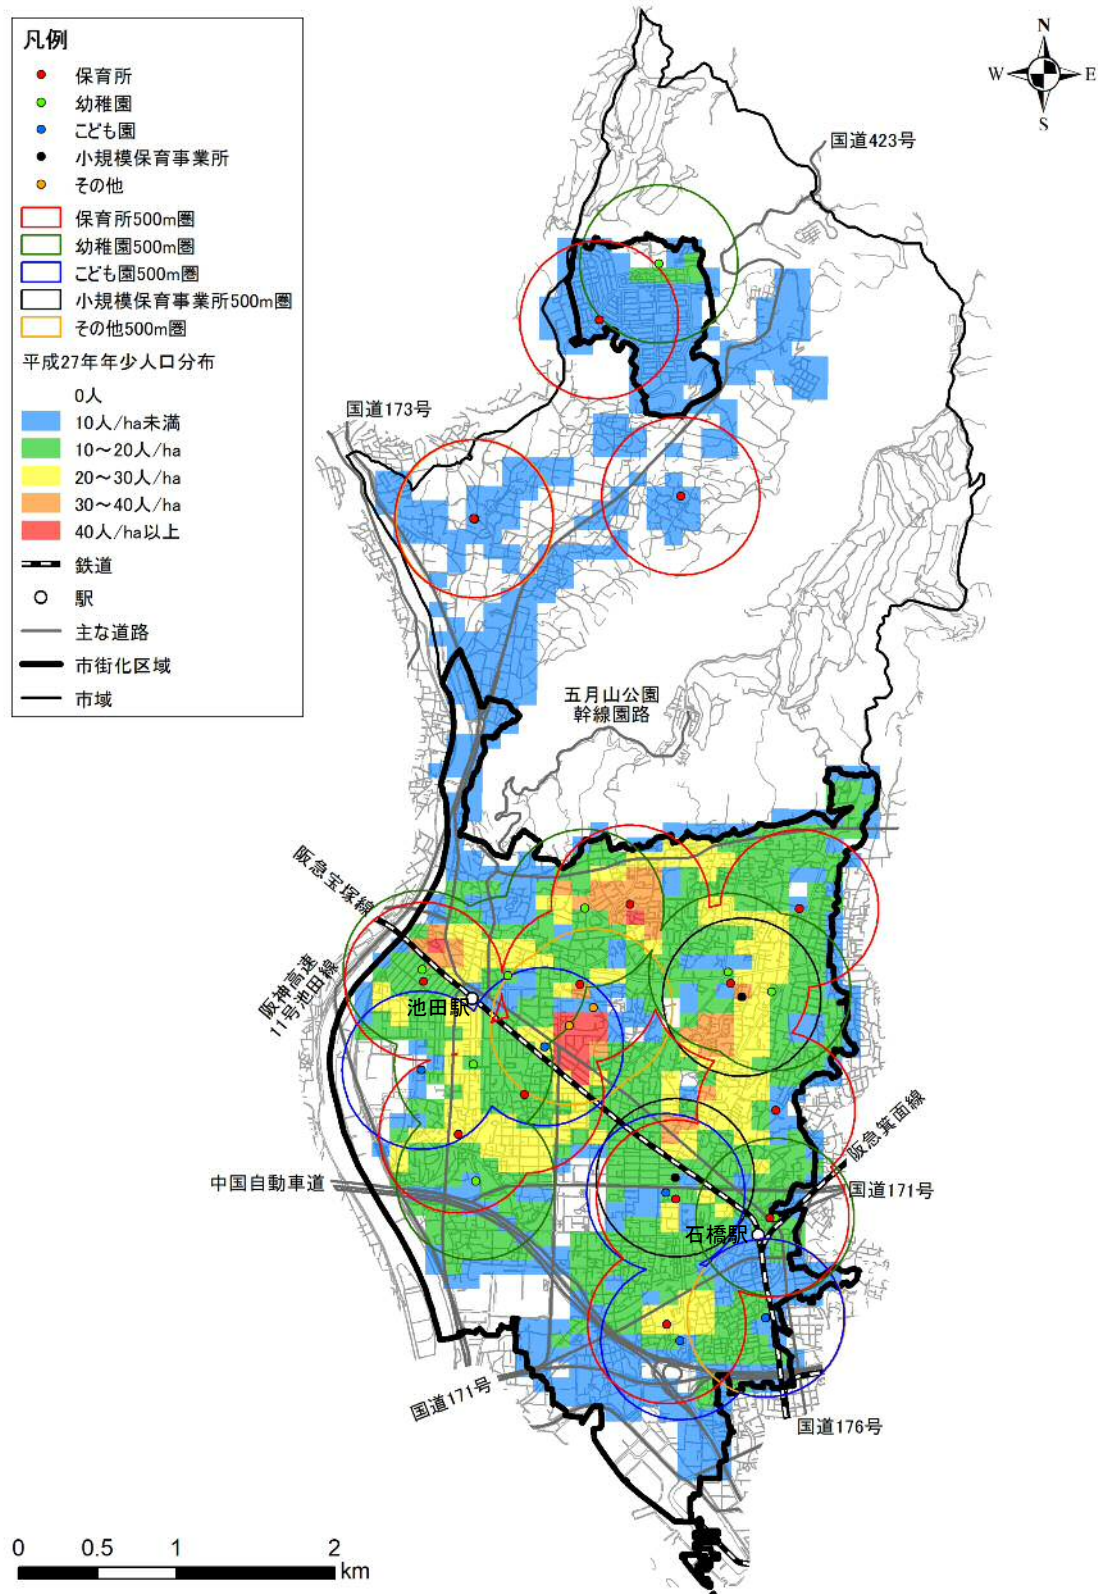 凡例
保育所
幼稚園
こども園
小規模保育事業所
その他
保育所500m圏
幼稚園500m圏
こども園500m圏
小規模保育事業所500m圏
その他500m圏
平成27年年少人口分布
0人
10人/ha未満
10～20人/ha
20～30人/ha
30～40人/ha
40人/ha以上
鉄道
駅
主な道路
市街化区域
市域
N
W
E
S
国道423号
国道173号
五月山公園
幹線園路
阪急宝塚線
阪神高速
11号池田線
池田駅
中国自動車道
阪急箕面線
国道171号
石橋駅
国道171号
国道176号
0
0.5
1
2
km